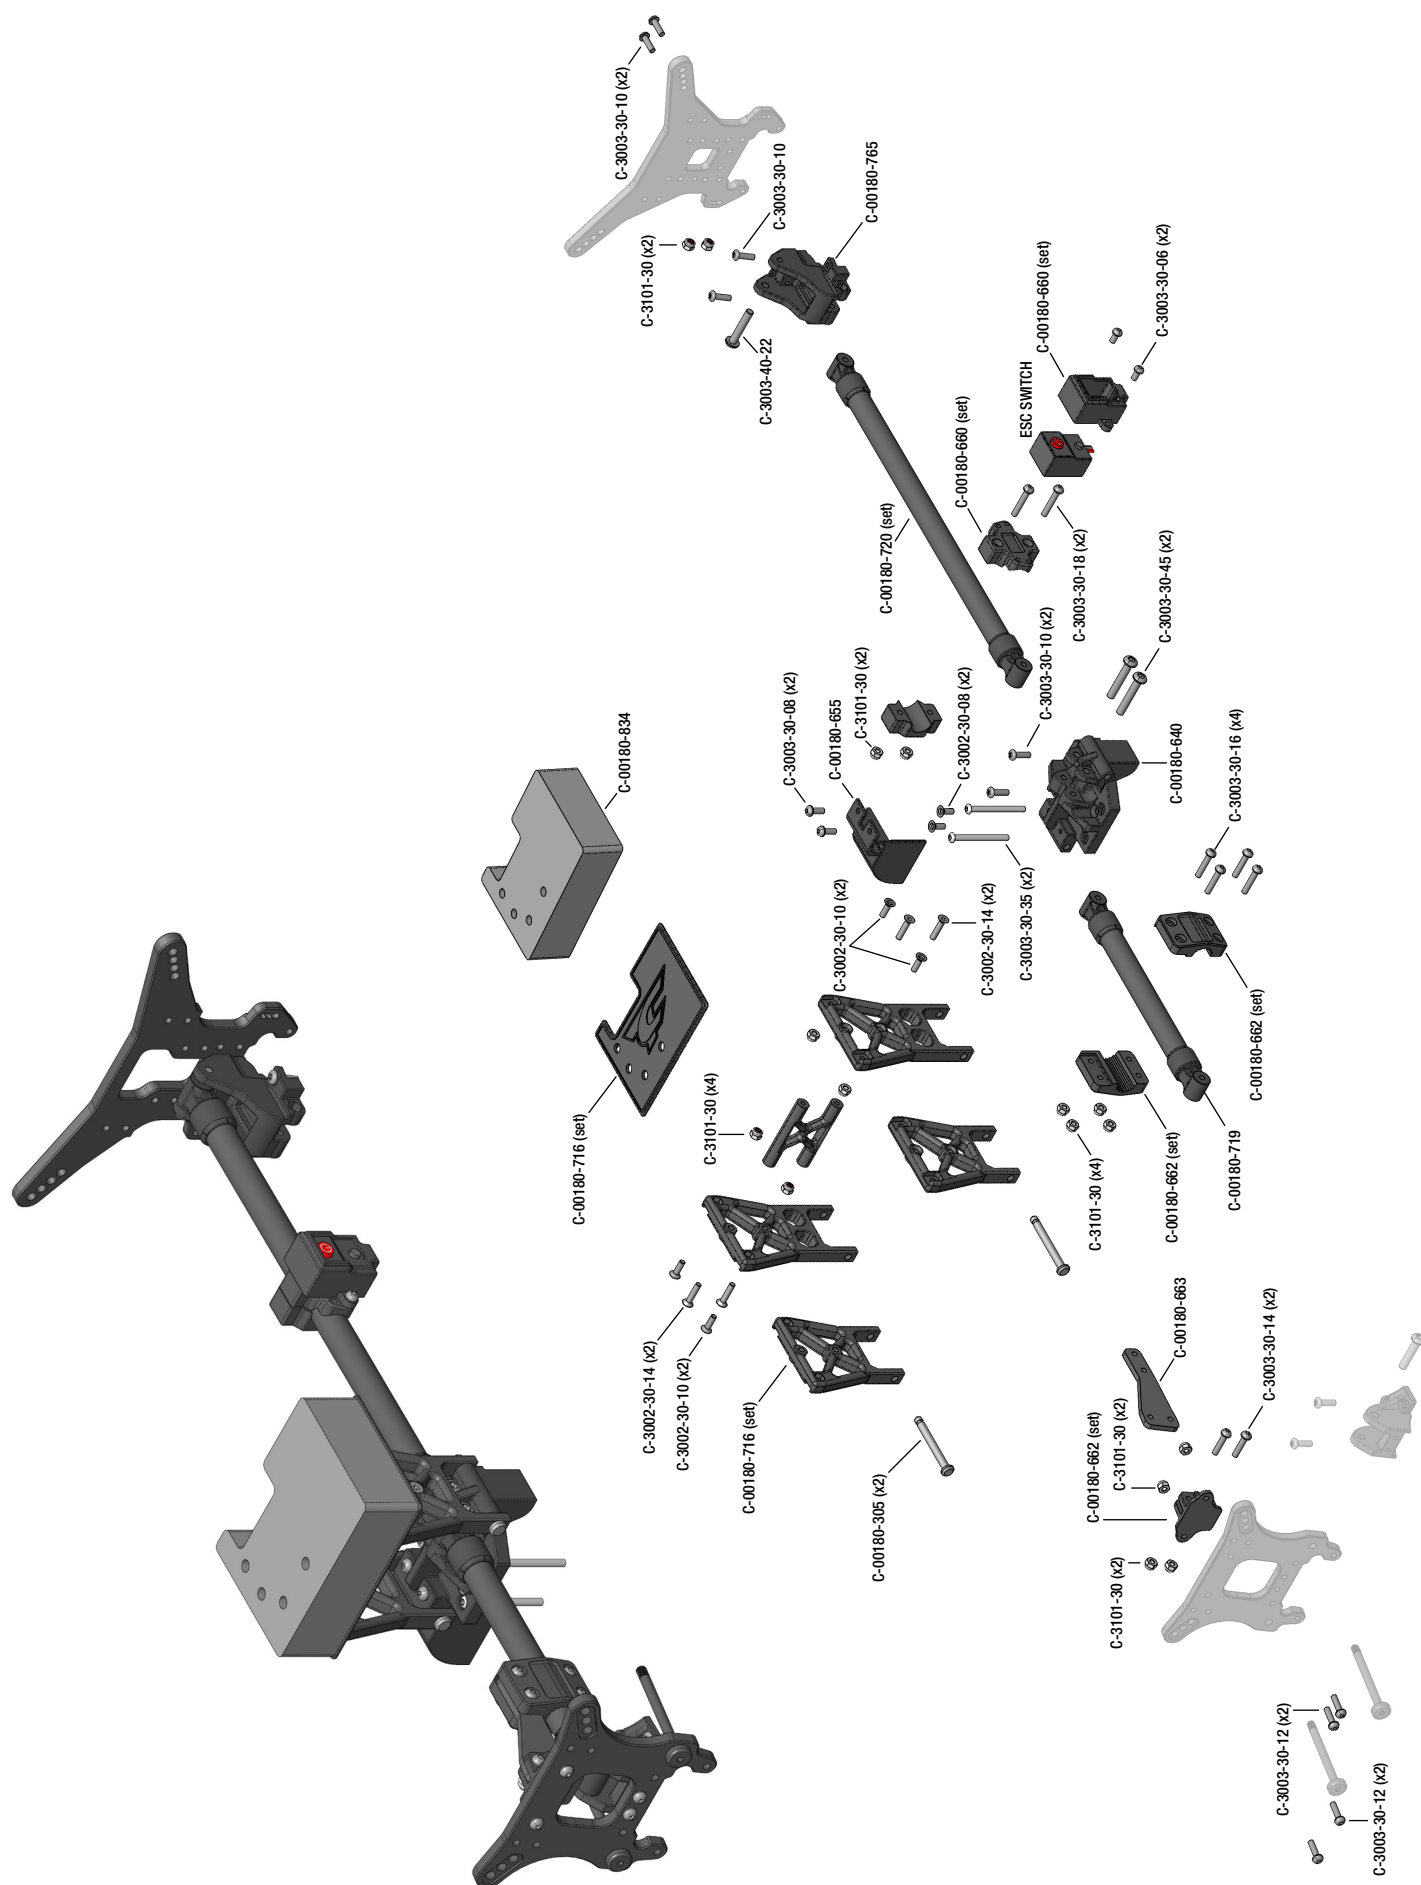 C-3003-30-10 (x2)
C-3003-30-10
C-00180-765
C-3101-30 (x2)
C-3003-40-22
C-00180-660 (set)
C-3003-30-06 (x2)
ESC SWITCH
C-00180-660 (set)
C-00180-720 (set)
C-3003-30-18 (x2)
C-3003-30-45 (x2)
C-3003-30-10 (x2)
C-3101-30 (x2)
C-3002-30-08 (x2)
C-3003-30-08 (x2)
C-00180-655
C-00180-834
C-00180-640
C-3003-30-16 (x4)
C-3002-30-10 (x2)
C-3002-30-14 (x2)
C-3003-30-35 (x2)
C-00180-662 (set)
C-00180-716 (set)
C-3101-30 (x4)
C-3101-30 (x4)
C-00180-662 (set)
C-00180-719
C-00180-663
C-3003-30-14 (x2)
C-3002-30-14 (x2)
C-3002-30-10 (x2)
C-00180-716 (set)
C-00180-305 (x2)
C-00180-662 (set)
C-3101-30 (x2)
C-3101-30 (x2)
C-3003-30-12 (x2)
C-3003-30-12 (x2)